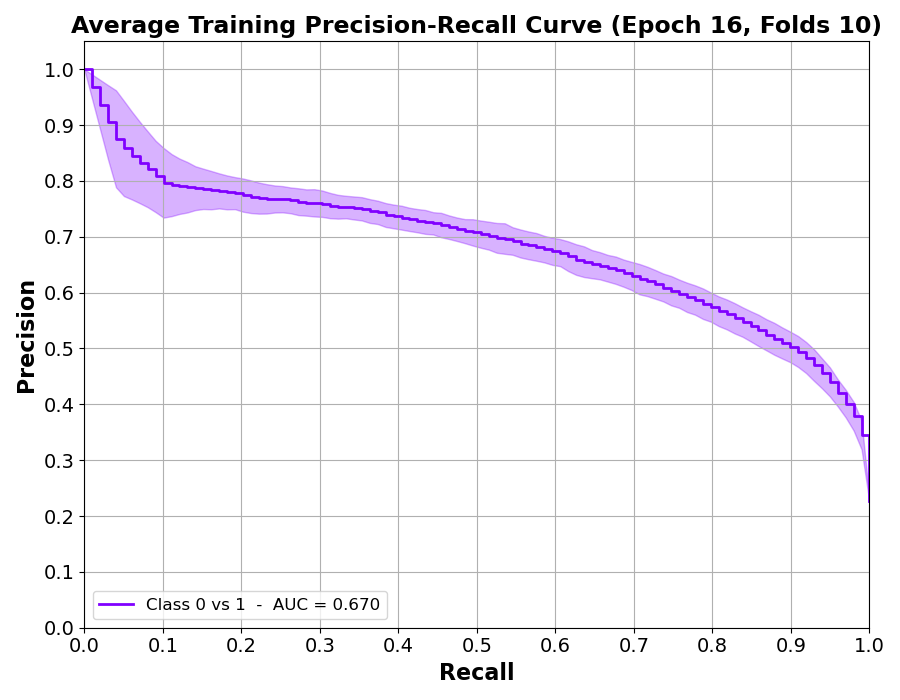 Average Training Precision-Recall Curve (Epoch 16, Folds 10)
1.0
0.9
0.8
0.7
0.6
0.5
0.4
0.3
0.2
0.1
0.0
Precision
Class 0 vs 1 - AUC = 0.670
0.0 0.1 0.2 0.3 0.4 0.5 0.6 0.7 0.8 0.9 1.0
Recall